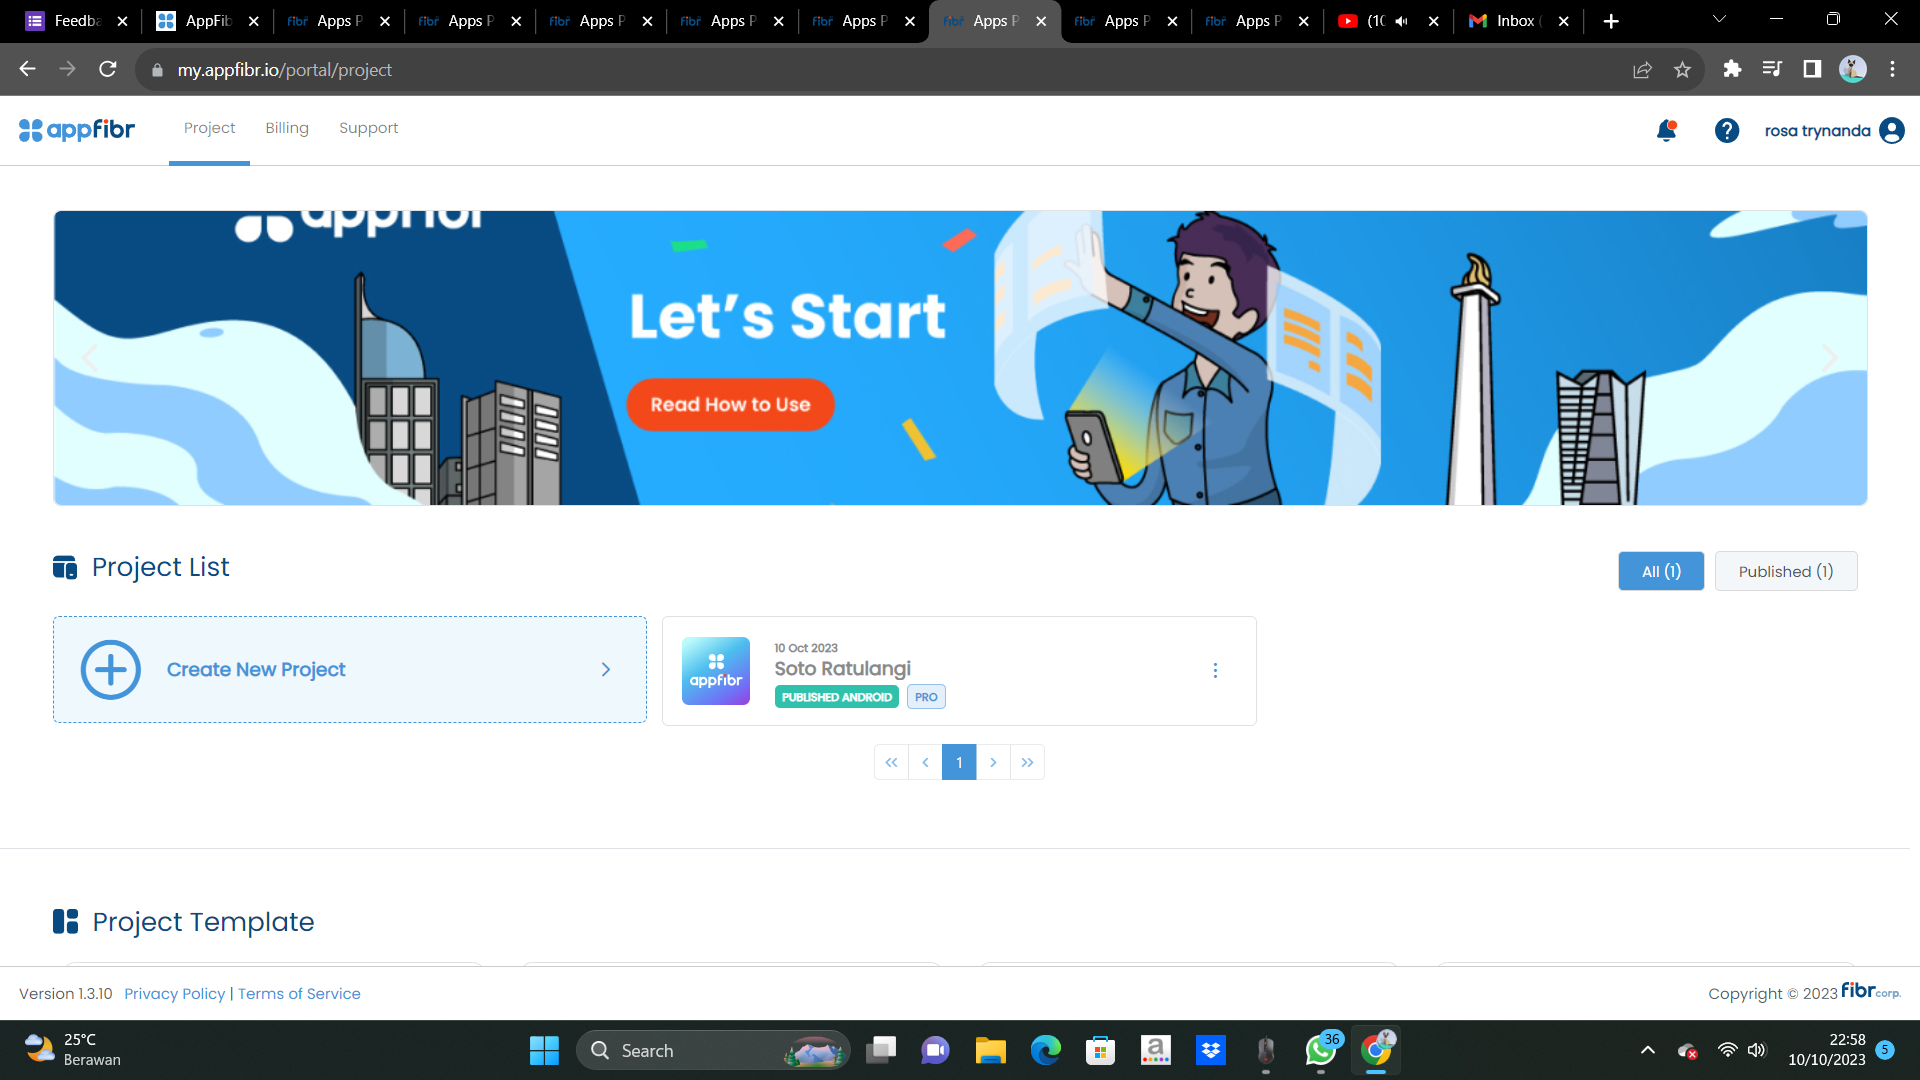 Feedba
AppFib
Apps P
Apps P
Apps P
Apps P
Apps P
Apps P
Apps P
Apps P
(10
Inbox (
my.appfibr.io/portal/project
appfibr
Project
Billing
Support
rosa trynanda
appfibr
Let's Start
Read How to Use
Project List
All (1)
Published (1)
Create New Project
appfibr
10 Oct 2023
Soto Ratulangi
PUBLISHED ANDROID
PRO
1
Project Template
Version 1.3.10 Privacy Policy | Terms of Service
Copyright © 2023 fibr corp.
25°C
Berawan
Search
36
22:58
10/10/2023
5